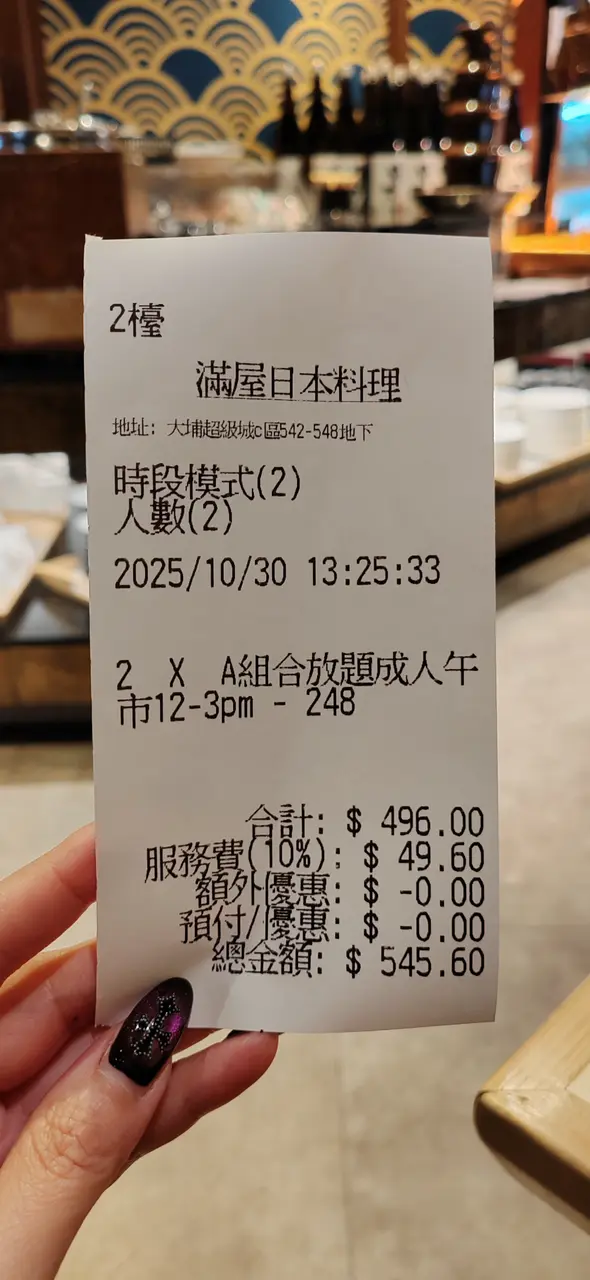 2檯
滿屋日本料理
地址: 大埔超級城c區542-548地下
時段模式(2)
人數(2)
2025/10/30 13:25:33
2 X A組合放題成人午
市12-3pm - 248
合計: $ 496.00
服務費(10%): $ 49.60
額外優惠: $ -0.00
預付/優惠: $ -0.00
總金額: $ 545.60